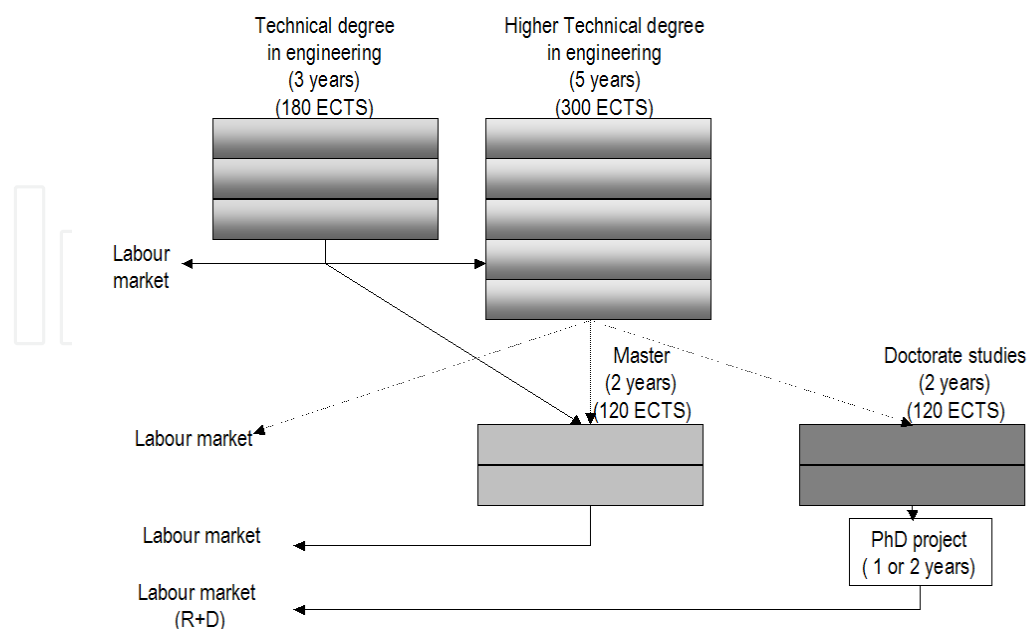 Technical degree
in engineering
(3 years)
(180 ECTS)
Higher Technical degree
in engineering
(5 years)
(300 ECTS)
Labour
market
Master
(2 years)
(120 ECTS)
Doctorate studies
(2 years)
(120 ECTS)
Labour market
Labour market
PhD project
( 1 or 2 years)
Labour market
(R+D)